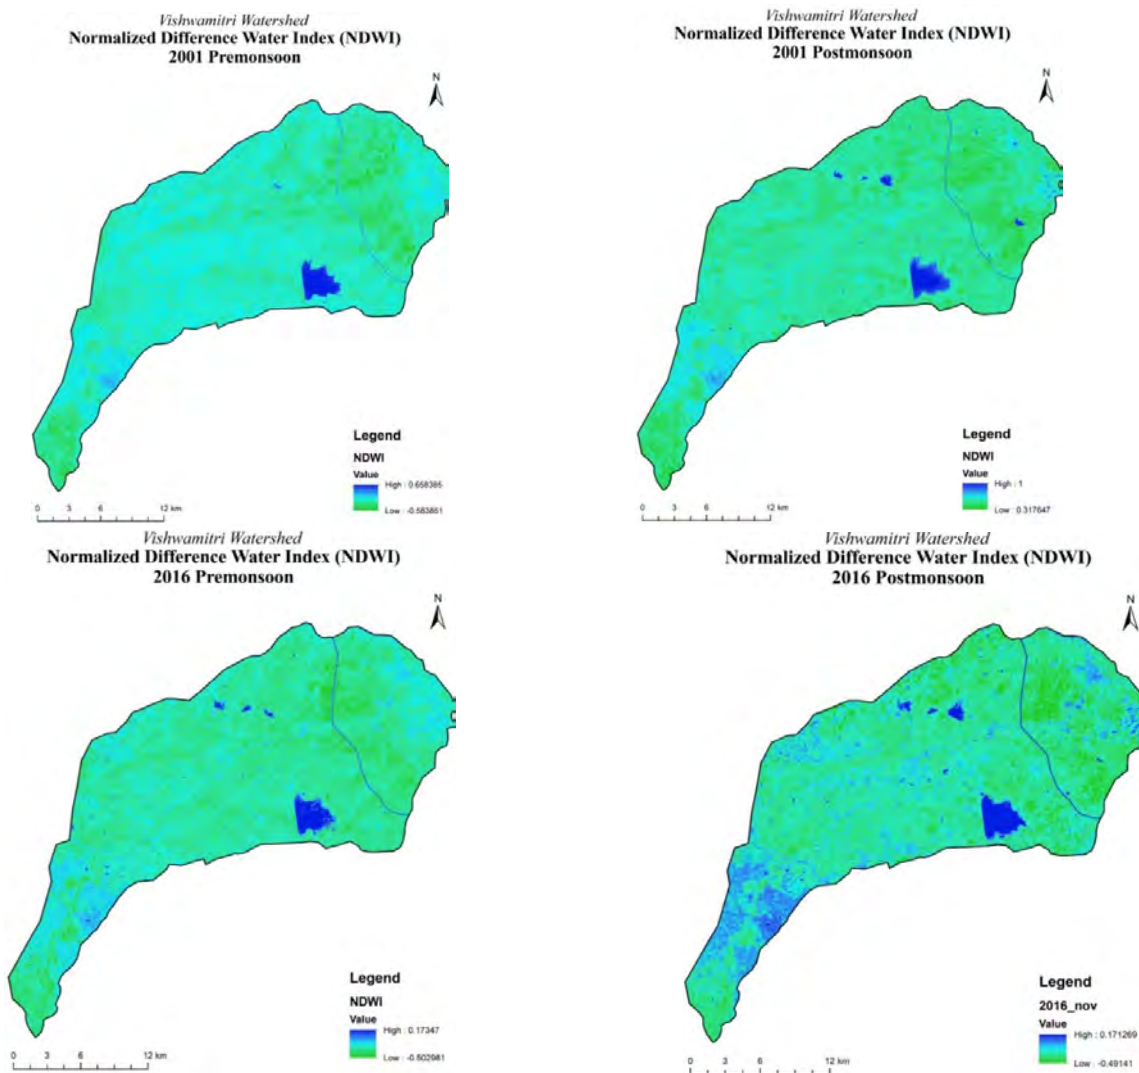 Vishwamitri Watershed
Normalized Difference Water Index (NDWI)
2001 Premonsoon
N
Legend
NDWI
Value
High : 0.658385
Low : -0.583851
0 3 6 12 km
Vishwamitri Watershed
Normalized Difference Water Index (NDWI)
2001 Postmonsoon
N
Legend
NDWI
Value
High : 1
Low : 0.317647
0 3 6 12 km
Vishwamitri Watershed
Normalized Difference Water Index (NDWI)
2016 Premonsoon
N
Legend
NDWI
Value
High : 0.17347
Low : -0.502981
0 3 6 12 km
Vishwamitri Watershed
Normalized Difference Water Index (NDWI)
2016 Postmonsoon
N
Legend
2016_nov
Value
High : 0.171269
Low : -0.49141
0 3 6 12 km